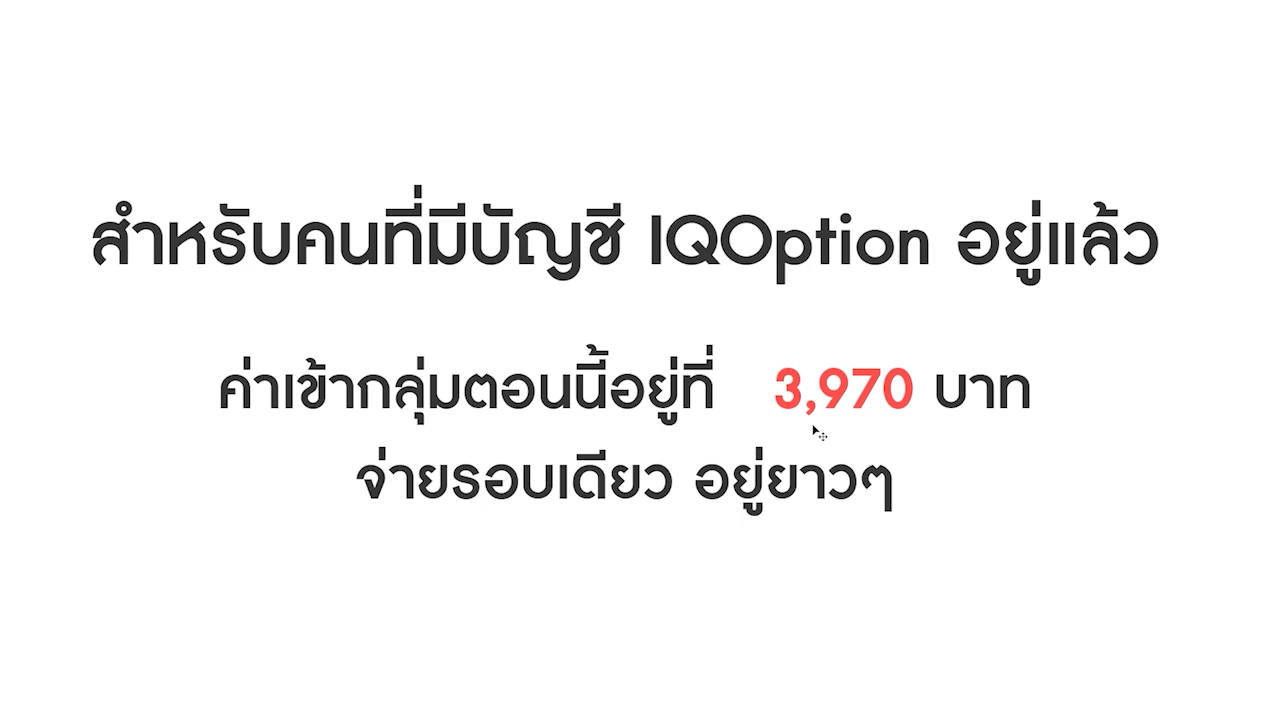 สำหรับคนที่มีบัญชี IQOption อยู่แล้ว
ค่าเข้ากลุ่มตอนนี้อยู่ที่ 3,970 บาท
จ่ายรอบเดียว อยู่ยาวๆ